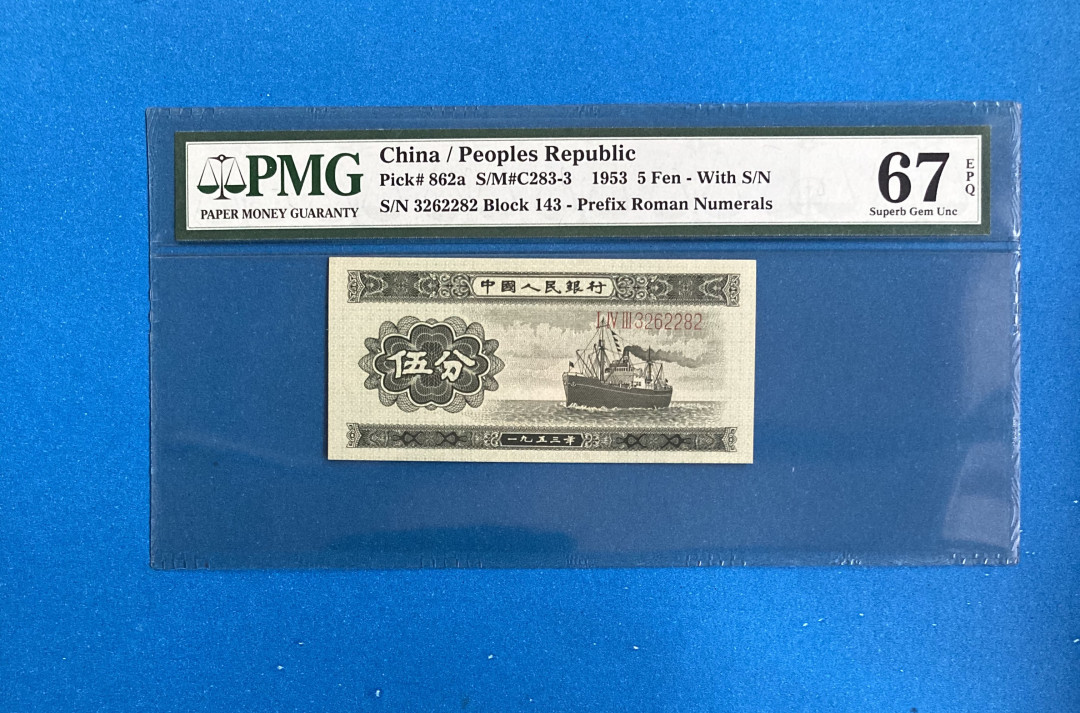 PMG
PAPER MONEY GUARANTY
China / Peoples Republic
Pick# 862a S/M#C283-3 1953 5 Fen - With S/N
S/N 3262282 Block 143 - Prefix Roman Numerals
67
EPQ
Superb Gem Unc
中國人民銀行
I IV III 3262282
伍分
一九五三年